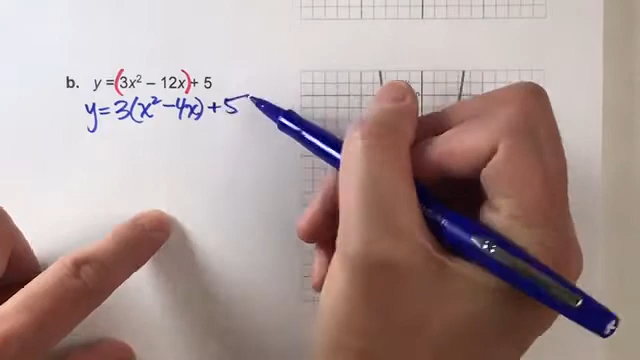 b. y = (3x² − 12x) + 5
y = 3(x² − 4x) + 5